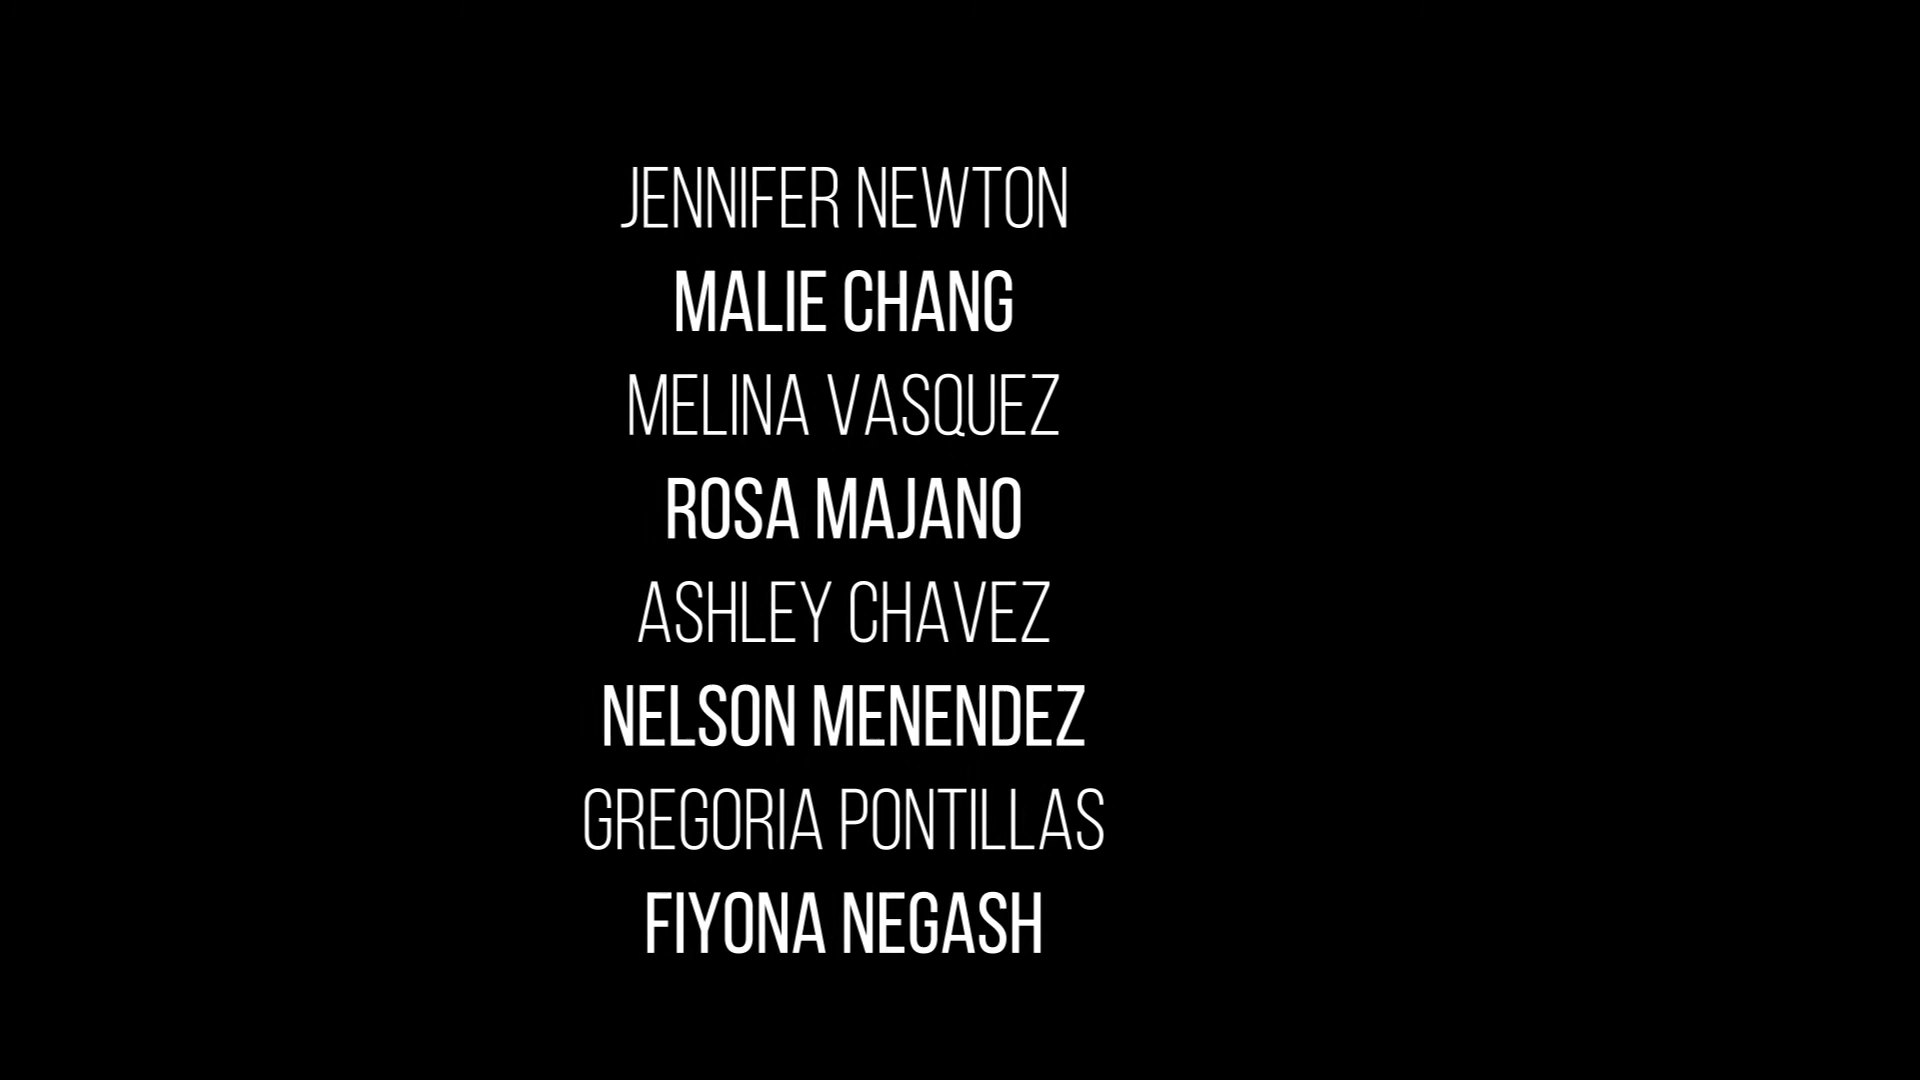 JENNIFER NEWTON
MALIE CHANG
MELINA VASQUEZ
ROSA MAJANO
ASHLEY CHAVEZ
NELSON MENENDEZ
GREGORIA PONTILLAS
FIYONA NEGASH